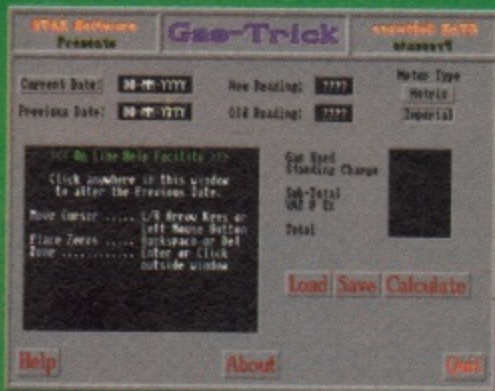 Software
Presents
Gas-Trick
Software
Presents
Current Date: DD-MM-YYYY
New Reading: ????
Meter Type
Metric
Previous Date: DD-MM-YYYY
Old Reading: ????
Imperial
<<< On Line Help Facility >>>
Click anywhere in this window
to alter the Previous Date.
Move Cursor ..... L/R Arrow Keys or
Left Mouse Button
Place Zeros ..... Backspace or Del
Done ............ Enter or Click
outside window
Gas Used
Standing Charge
Sub-Total
VAT @
Total
Load
Save
Calculate
Help
About
Quit